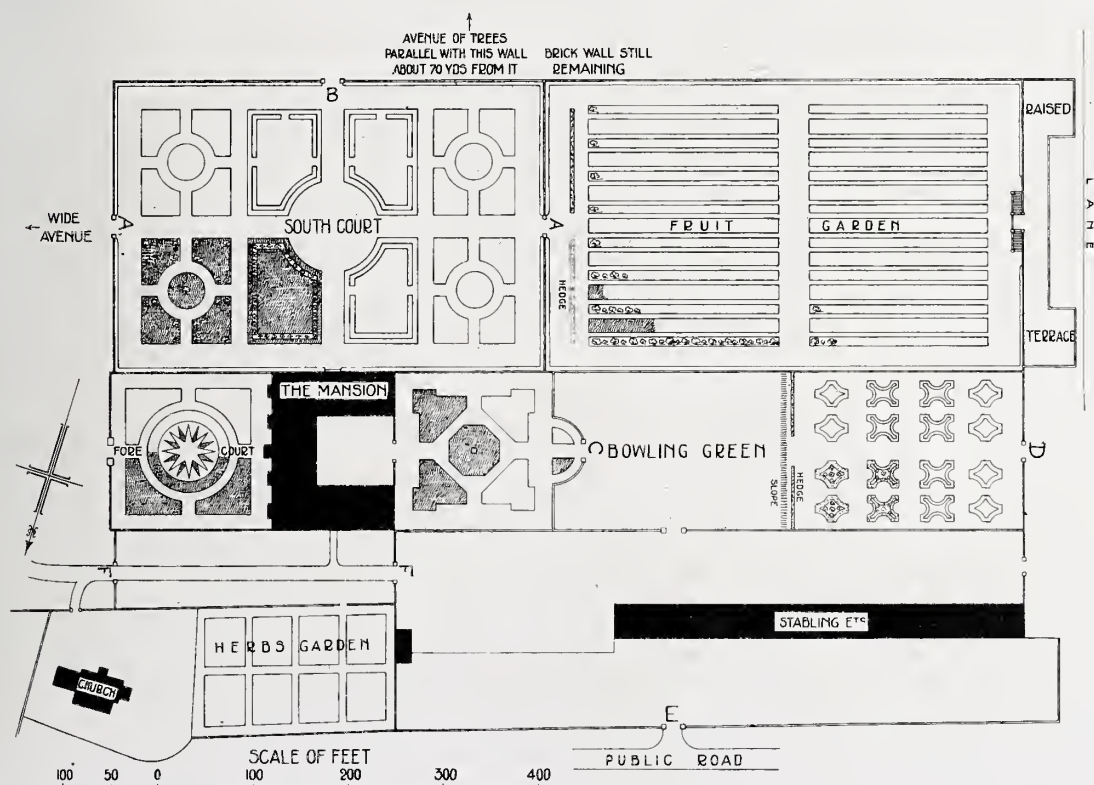 AVENUE OF TREES
PARALLEL WITH THIS WALL
ABOUT 70 YDS FROM IT
BRICK WALL STILL
REMAINING
B
RAISED
LANE
WIDE
AVENUE
A
SOUTH COURT
A
FRUIT GARDEN
HEDGE
TERRACE
THE MANSION
FORE COURT
C
BOWLING GREEN
HEDGE
SLOPE
D
F
F
STABLING ETC
HERBS GARDEN
CHURCH
E
PUBLIC ROAD
SCALE OF FEET
100 50 0 100 200 300 400